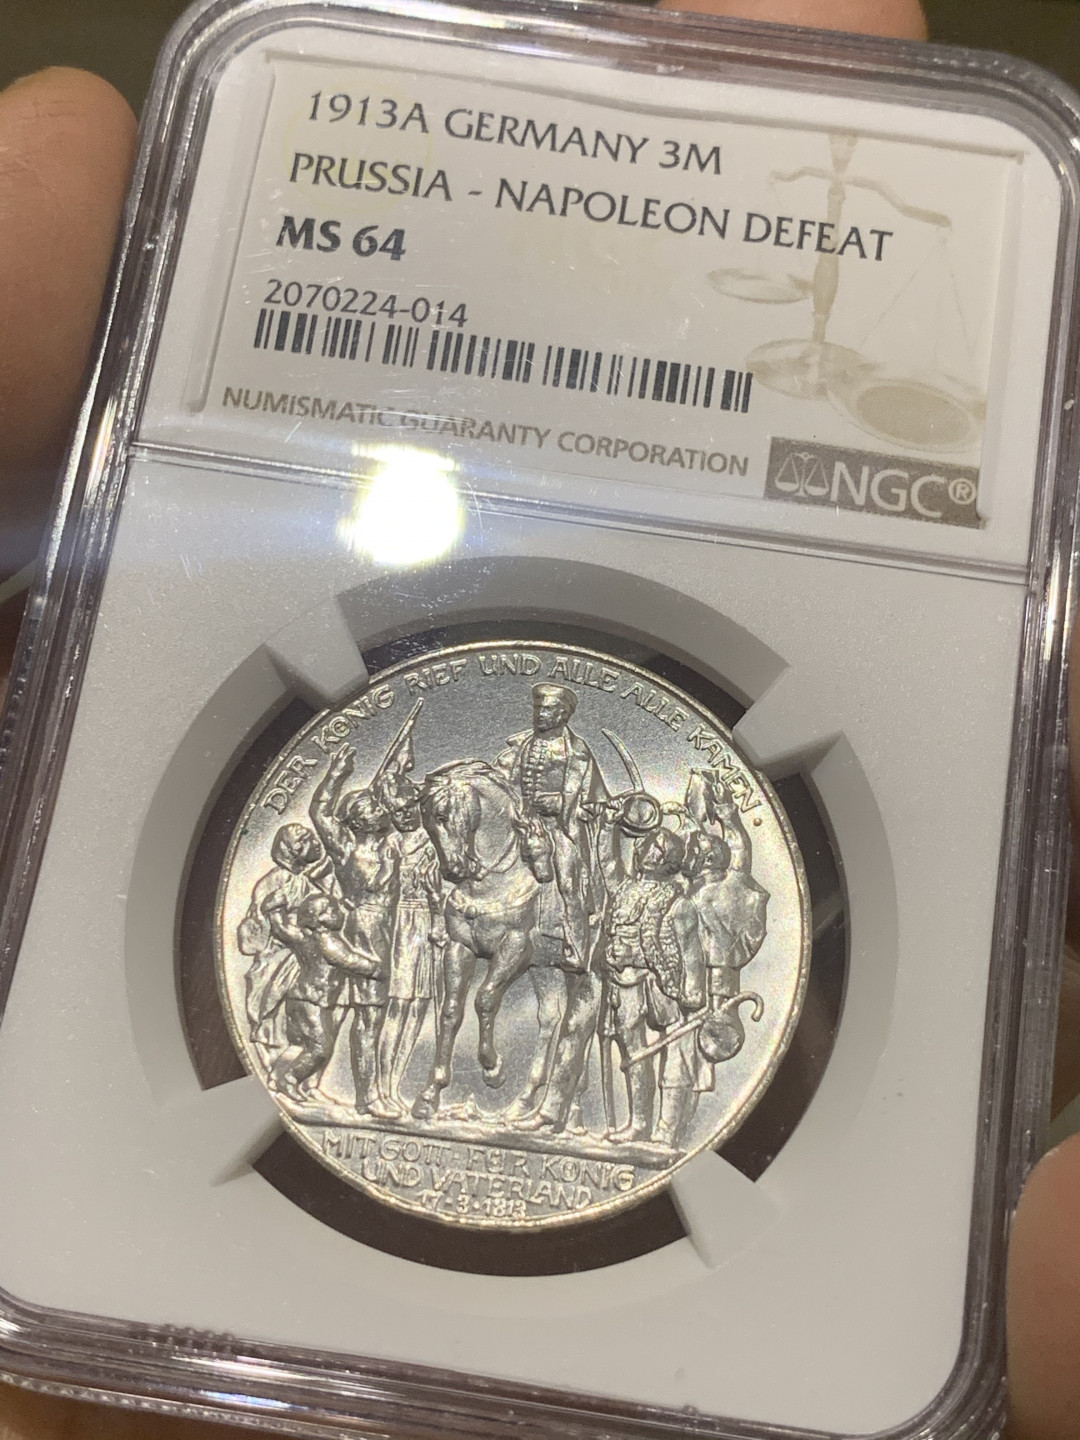 1913A GERMANY 3M
PRUSSIA - NAPOLEON DEFEAT
MS 64
2070224-014
NUMISMATIC GUARANTY CORPORATION
NGC®
DER KÖNIG RIEF UND ALLE ALLE KAMEN.
MIT GOTT FÜR KÖNIG
UND VATERLAND
17·3·1813